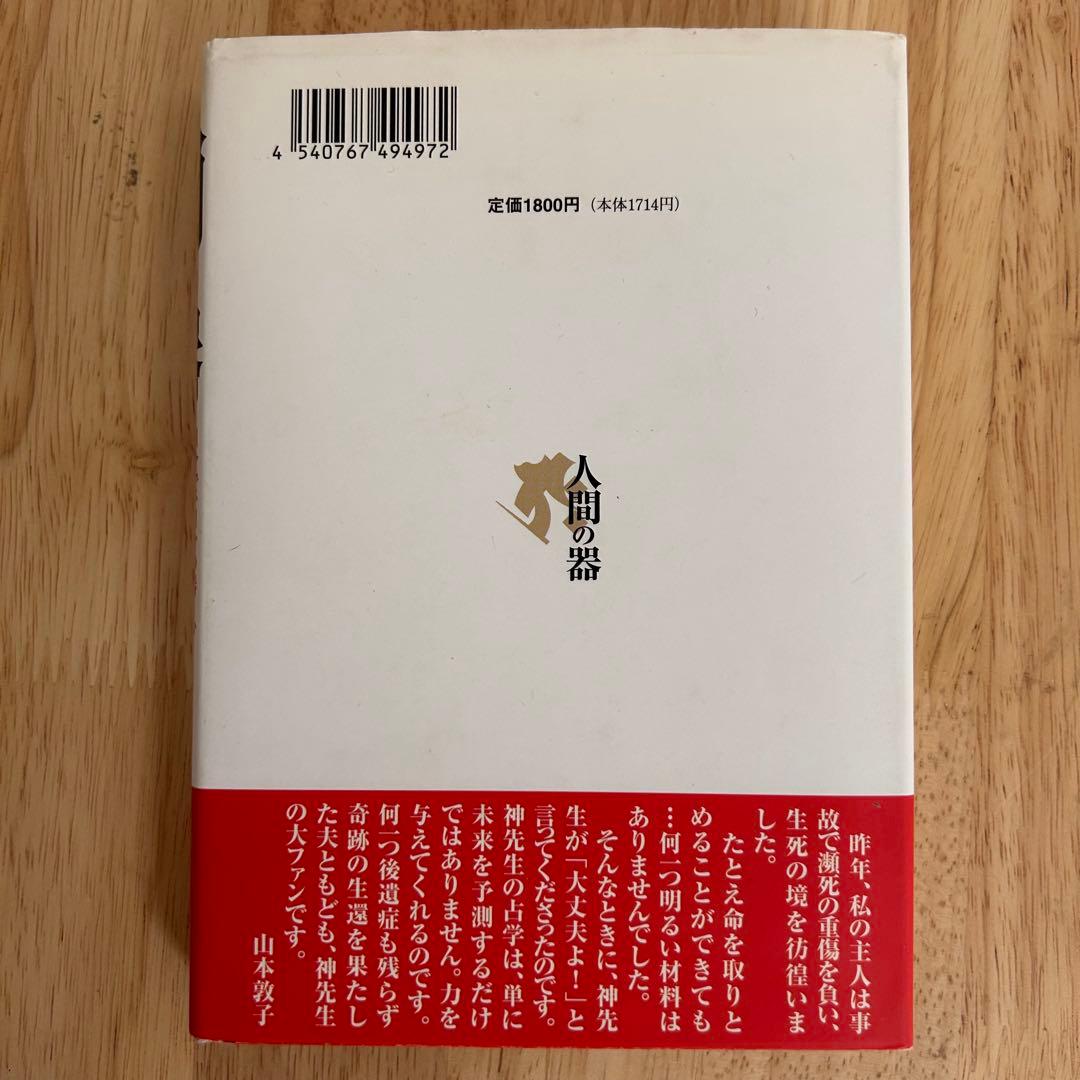 4 540767 494972
定価1800円（本体1714円）
人間の器
昨年、私の主人は事
故で瀕死の重傷を負い、
生死の境を彷徨いま
した。
たとえ命を取りと
めることができても
…何一つ明るい材料は
ありませんでした。
そんなときに、神先
生が「大丈夫よ！」と
言ってくださったのです。
神先生の占学は、単に
未来を予測するだけ
ではありません。力を
与えてくれるのです。
何一つ後遺症も残らず
奇跡の生還を果たし
た夫ともども、神先生
の大ファンです。
山本敦子